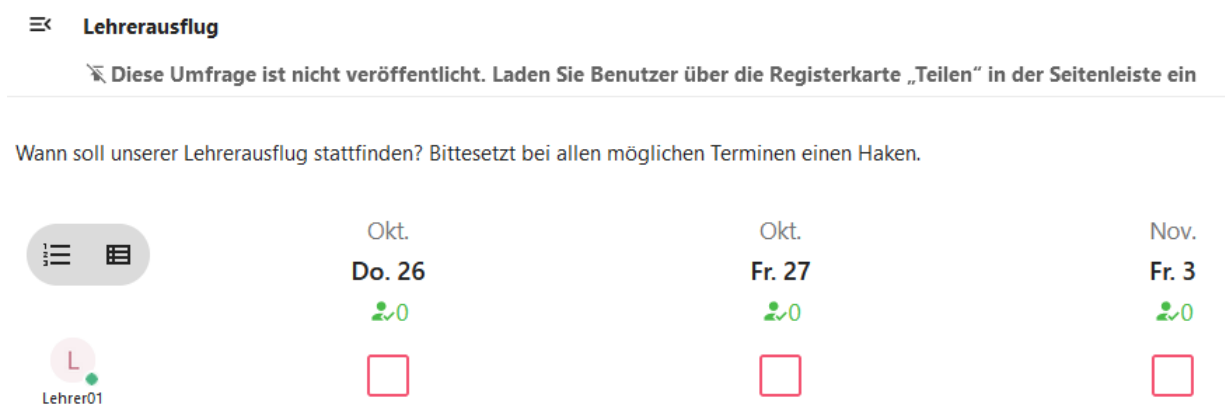 Lehrerausflug
Diese Umfrage ist nicht veröffentlicht. Laden Sie Benutzer über die Registerkarte „Teilen“ in der Seitenleiste ein
Wann soll unserer Lehrerausflug stattfinden? Bittesetzt bei allen möglichen Terminen einen Haken.
Okt. Okt. Nov.
Do. 26 Fr. 27 Fr. 3
0 0 0
L
Lehrer01